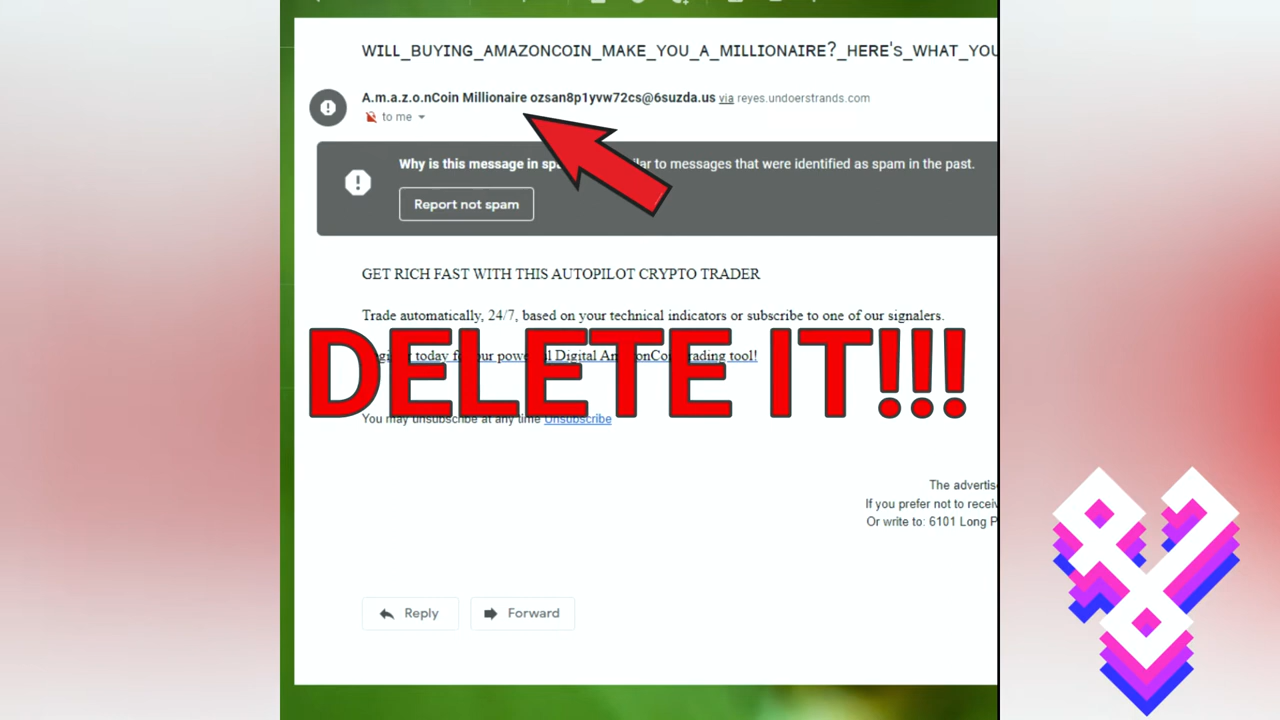 WILL_BUYING_AMAZONCOIN_MAKE_YOU_A_MILLIONAIRE?_HERE'S_WHAT_YOU
A.m.a.z.o.nCoin Millionaire ozsan8p1yvw72cs@6suzda.us via reyes.undoerstrands.com
to me
Why is this message in to messages that were identified as spam in the past.
Report not spam
GET RICH FAST WITH THIS AUTOPILOT CRYPTO TRADER
Trade automatically, 24/7, based on your technical indicators or subscribe to one of our signalers.
today Digital tool!
DELETE IT!!!
You may unsubscribe at any time Unsubscribe
The
If you prefer not to
Or write to: 6101 Long
Reply
Forward